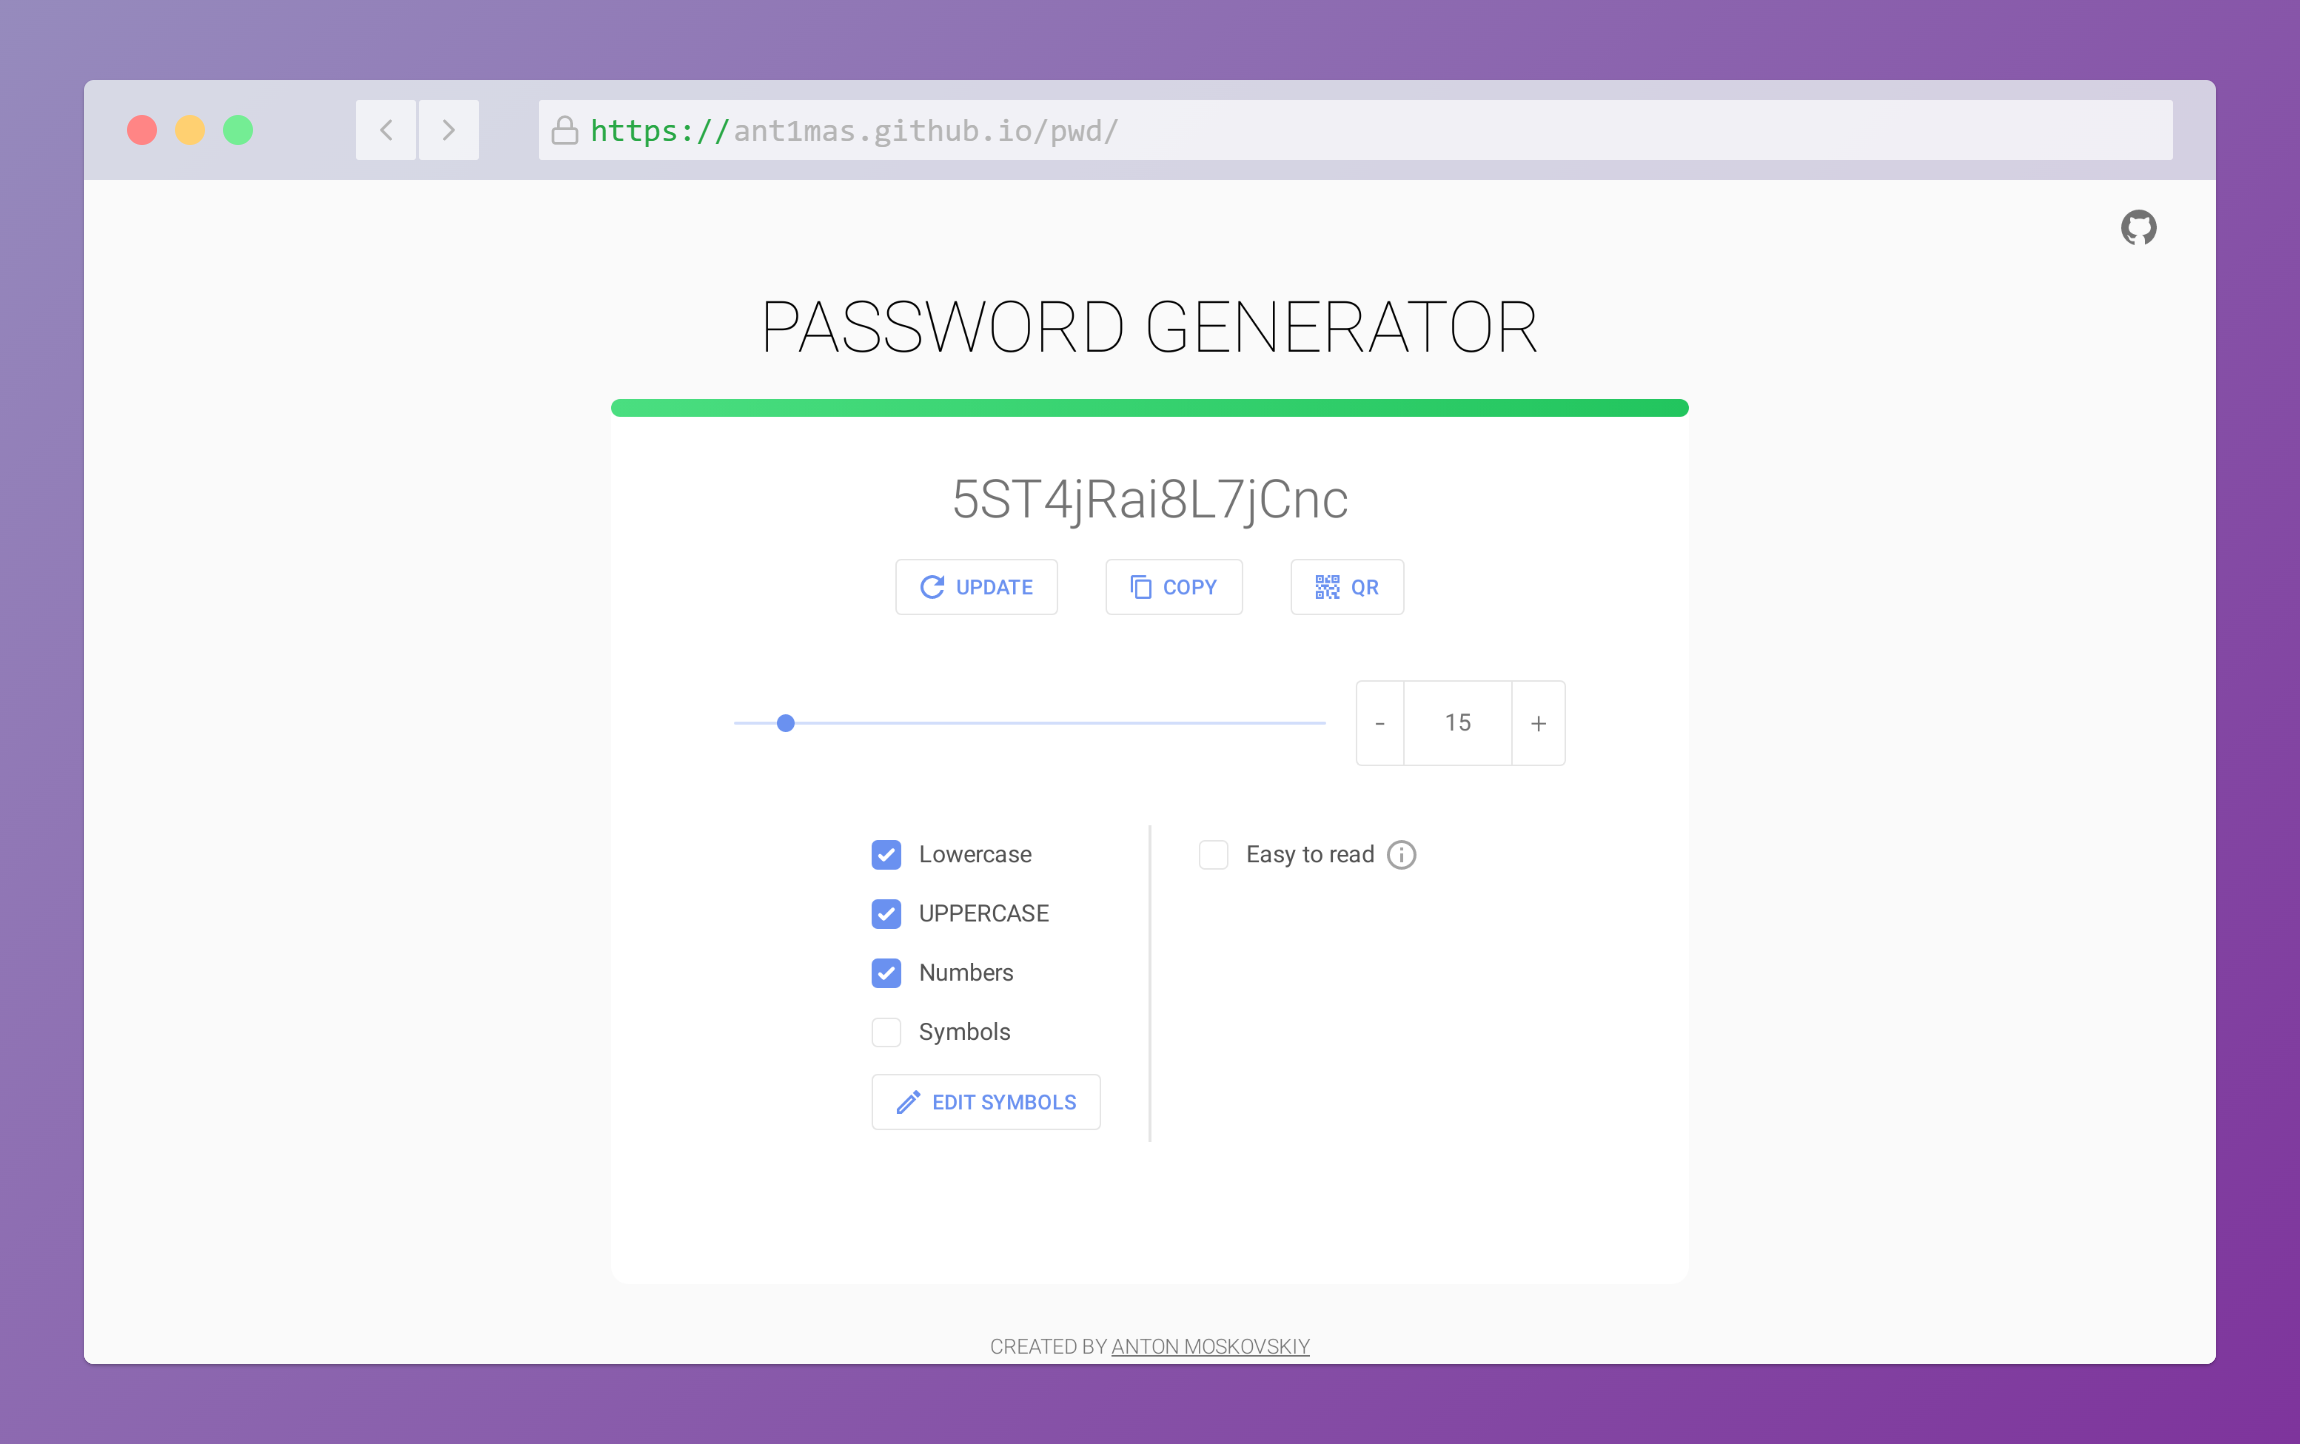 https://ant1mas.github.io/pwd/
PASSWORD GENERATOR
5ST4jRai8L7jCnc
UPDATE COPY QR
- 15 +
Lowercase Easy to read
UPPERCASE
Numbers
Symbols
EDIT SYMBOLS
CREATED BY ANTON MOSKOVSKIY